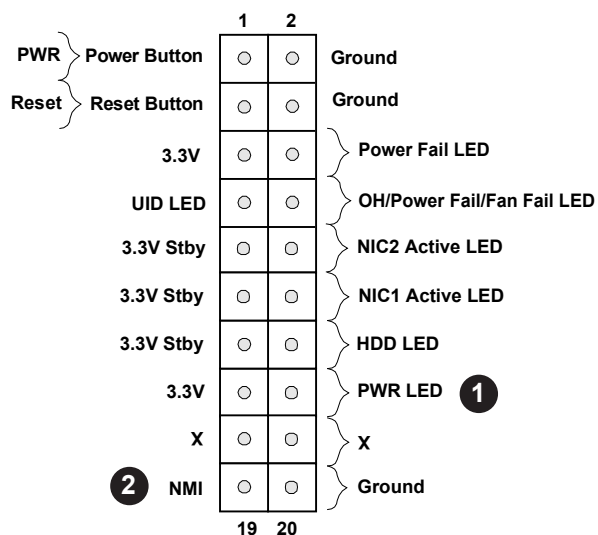 1 2
PWR Power Button Ground
Reset Reset Button Ground
3.3V Power Fail LED
UID LED OH/Power Fail/Fan Fail LED
3.3V Stby NIC2 Active LED
3.3V Stby NIC1 Active LED
3.3V Stby HDD LED
3.3V PWR LED 1
X X
2 NMI Ground
19 20